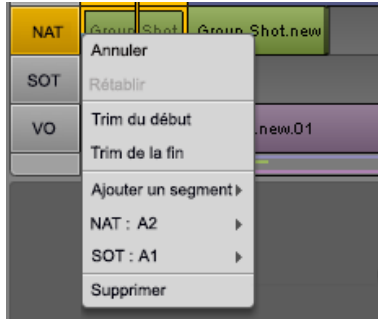 NAT
Group Shot Group Shot.new
Annuler
SOT
Rétablir
VO
Trim du début
.new.01
Trim de la fin
Ajouter un segment
NAT : A2
SOT : A1
Supprimer